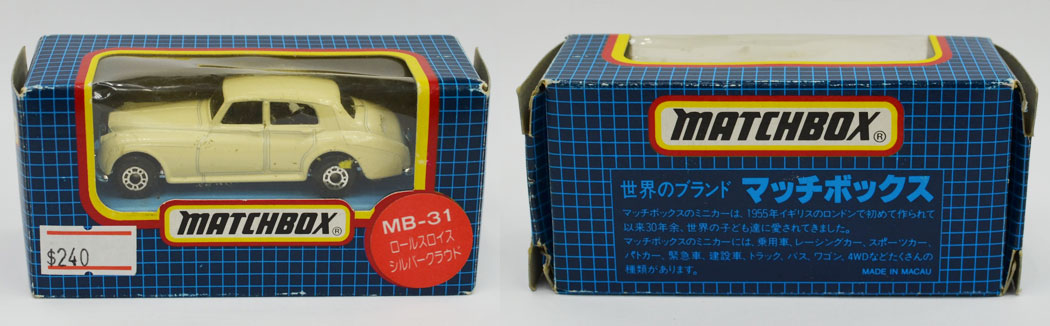 MATCHBOX®
MB-31
ロールスロイス
シルバークラウド
$240
MATCHBOX®
世界のブランド マッチボックス
マッチボックスのミニカーは、1955年イギリスのロンドンで初めて作られて
以来30年余、世界の子ども達に愛されてきました。
マッチボックスのミニカーには、乗用車、レーシングカー、スポーツカー、
パトカー、緊急車、建設車、トラック、バス、ワゴン、4WDなどたくさんの
種類があります。
MADE IN MACAU